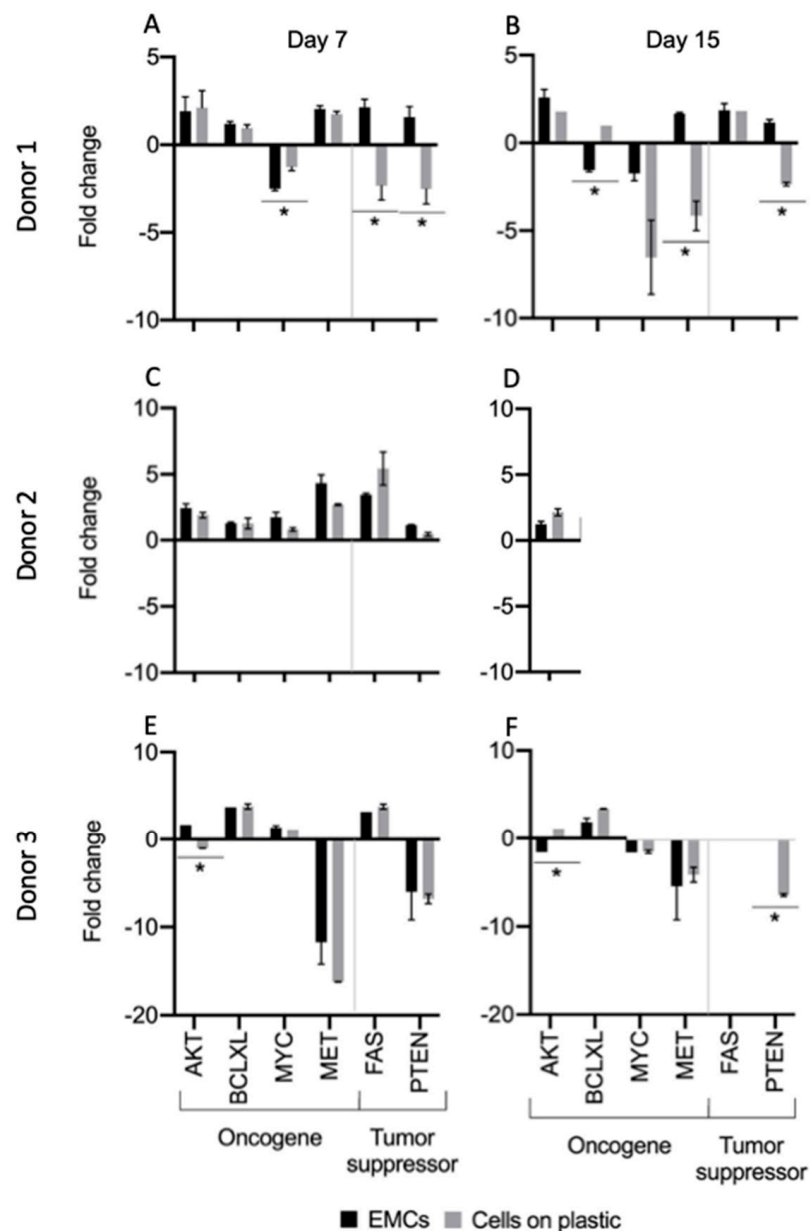 A
Day 7
B
Day 15
Donor 1
Fold change
5
0
-5
-10
*
*
*
5
0
-5
-10
*
*
*
C
D
Donor 2
Fold change
10
5
0
-5
-10
10
5
0
-5
-10
E
F
Donor 3
Fold change
10
0
-10
-20
*
10
0
-10
-20
*
*
AKT
BCLXL
MYC
MET
FAS
PTEN
AKT
BCLXL
MYC
MET
FAS
PTEN
Oncogene
Tumor
suppressor
Oncogene
Tumor
suppressor
EMCs
Cells on plastic